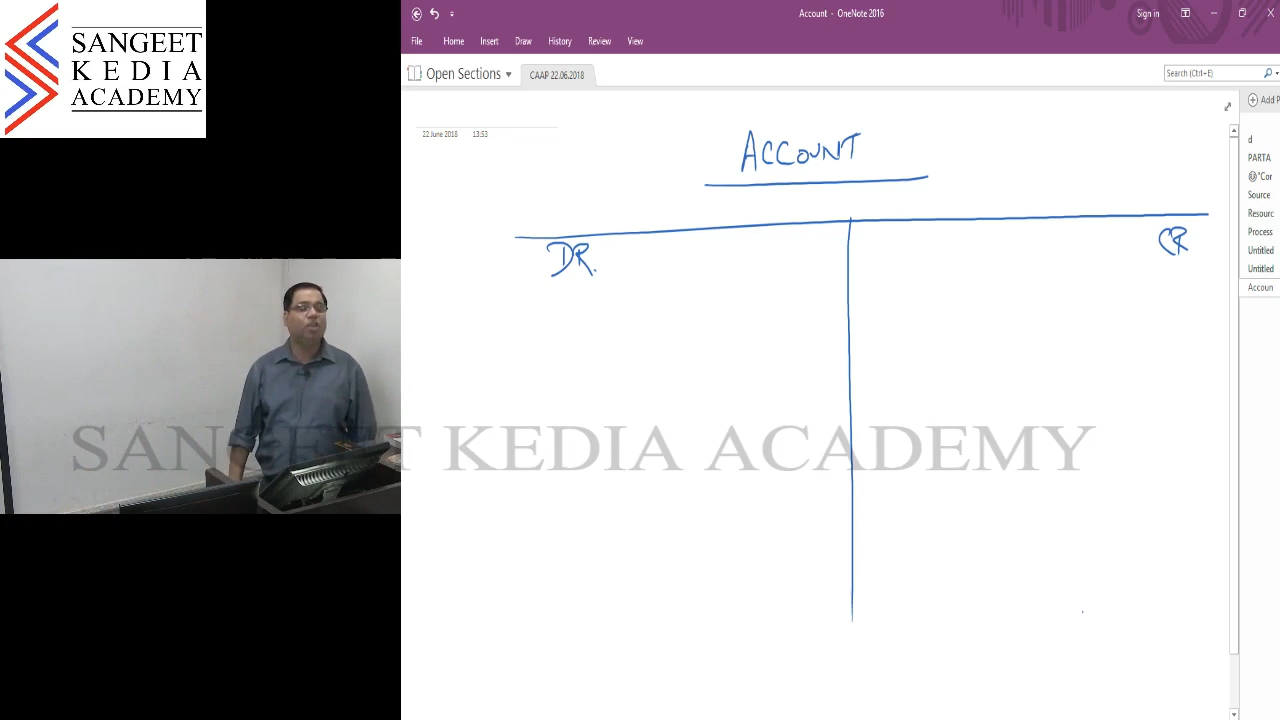 SANGEET
KEDIA
ACADEMY
Account - OneNote 2016
Sign in
File Home Insert Draw History Review View
Open Sections
CAAP 22.06.2018
Search (Ctrl+E)
Add P
22 June 2018 13:53
ACCOUNT
DR.
CR
d
PARTA
"Cor
Source
Resourc
Process
Untitled
Untitled
Accoun
SANGEET KEDIA ACADEMY